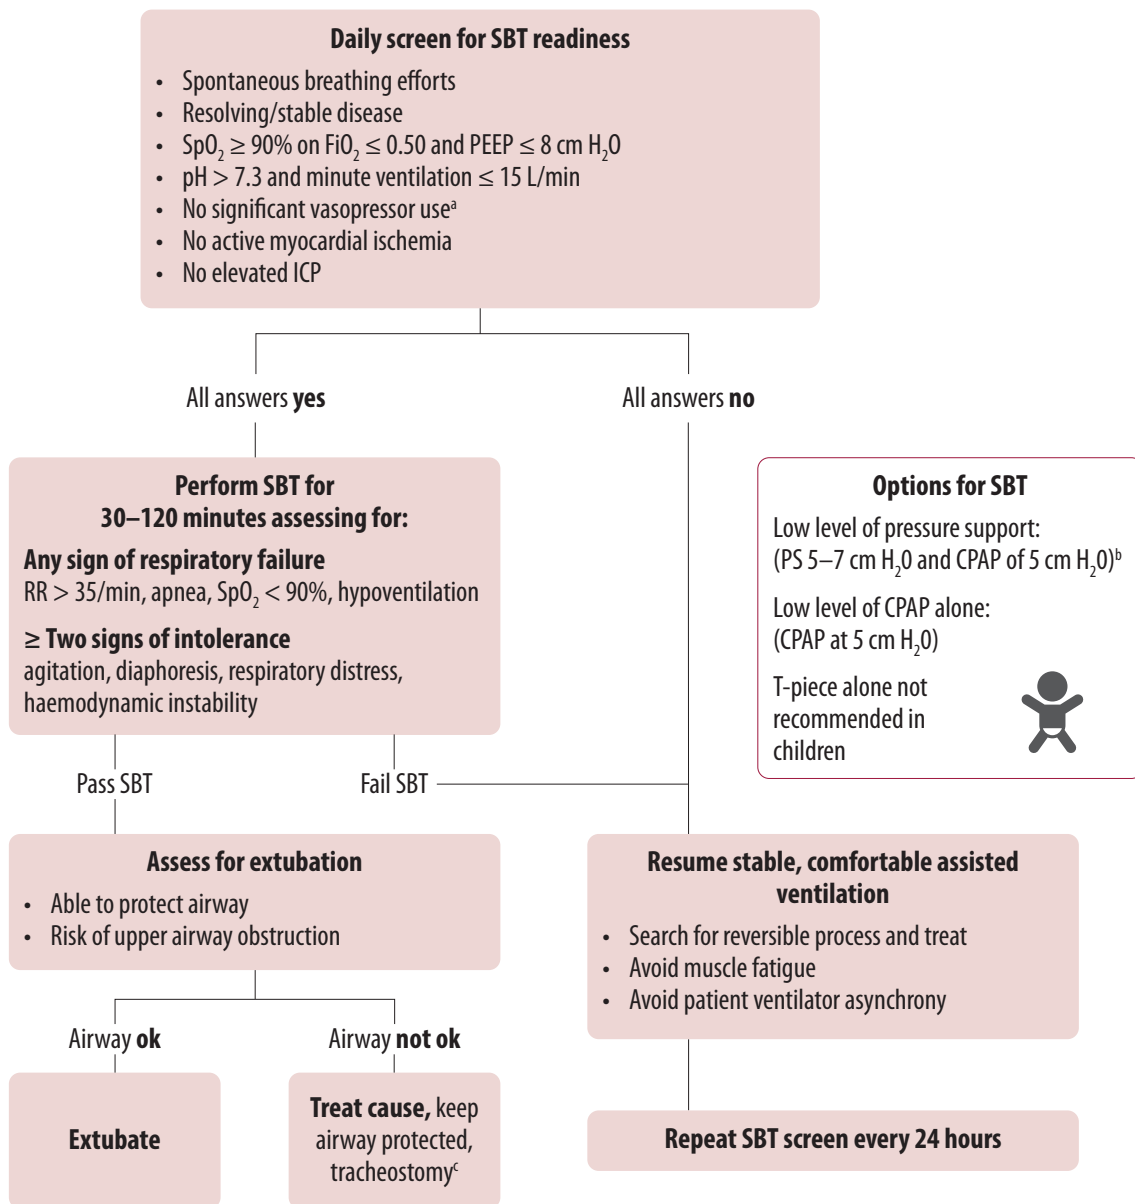 Daily screen for SBT readiness
• Spontaneous breathing efforts
• Resolving/stable disease
• SpO₂ ≥ 90% on FiO₂ ≤ 0.50 and PEEP ≤ 8 cm H₂O
• pH > 7.3 and minute ventilation ≤ 15 L/min
• No significant vasopressor useᵃ
• No active myocardial ischemia
• No elevated ICP
All answers yes
All answers no
Perform SBT for
30–120 minutes assessing for:
Any sign of respiratory failure
RR > 35/min, apnea, SpO₂ < 90%, hypoventilation
≥ Two signs of intolerance
agitation, diaphoresis, respiratory distress,
haemodynamic instability
Options for SBT
Low level of pressure support:
(PS 5–7 cm H₂0 and CPAP of 5 cm H₂0)ᵇ
Low level of CPAP alone:
(CPAP at 5 cm H₂0)
T-piece alone not
recommended in
children
Pass SBT
Fail SBT
Assess for extubation
• Able to protect airway
• Risk of upper airway obstruction
Resume stable, comfortable assisted
ventilation
• Search for reversible process and treat
• Avoid muscle fatigue
• Avoid patient ventilator asynchrony
Airway ok
Airway not ok
Extubate
Treat cause, keep
airway protected,
tracheostomyᶜ
Repeat SBT screen every 24 hours